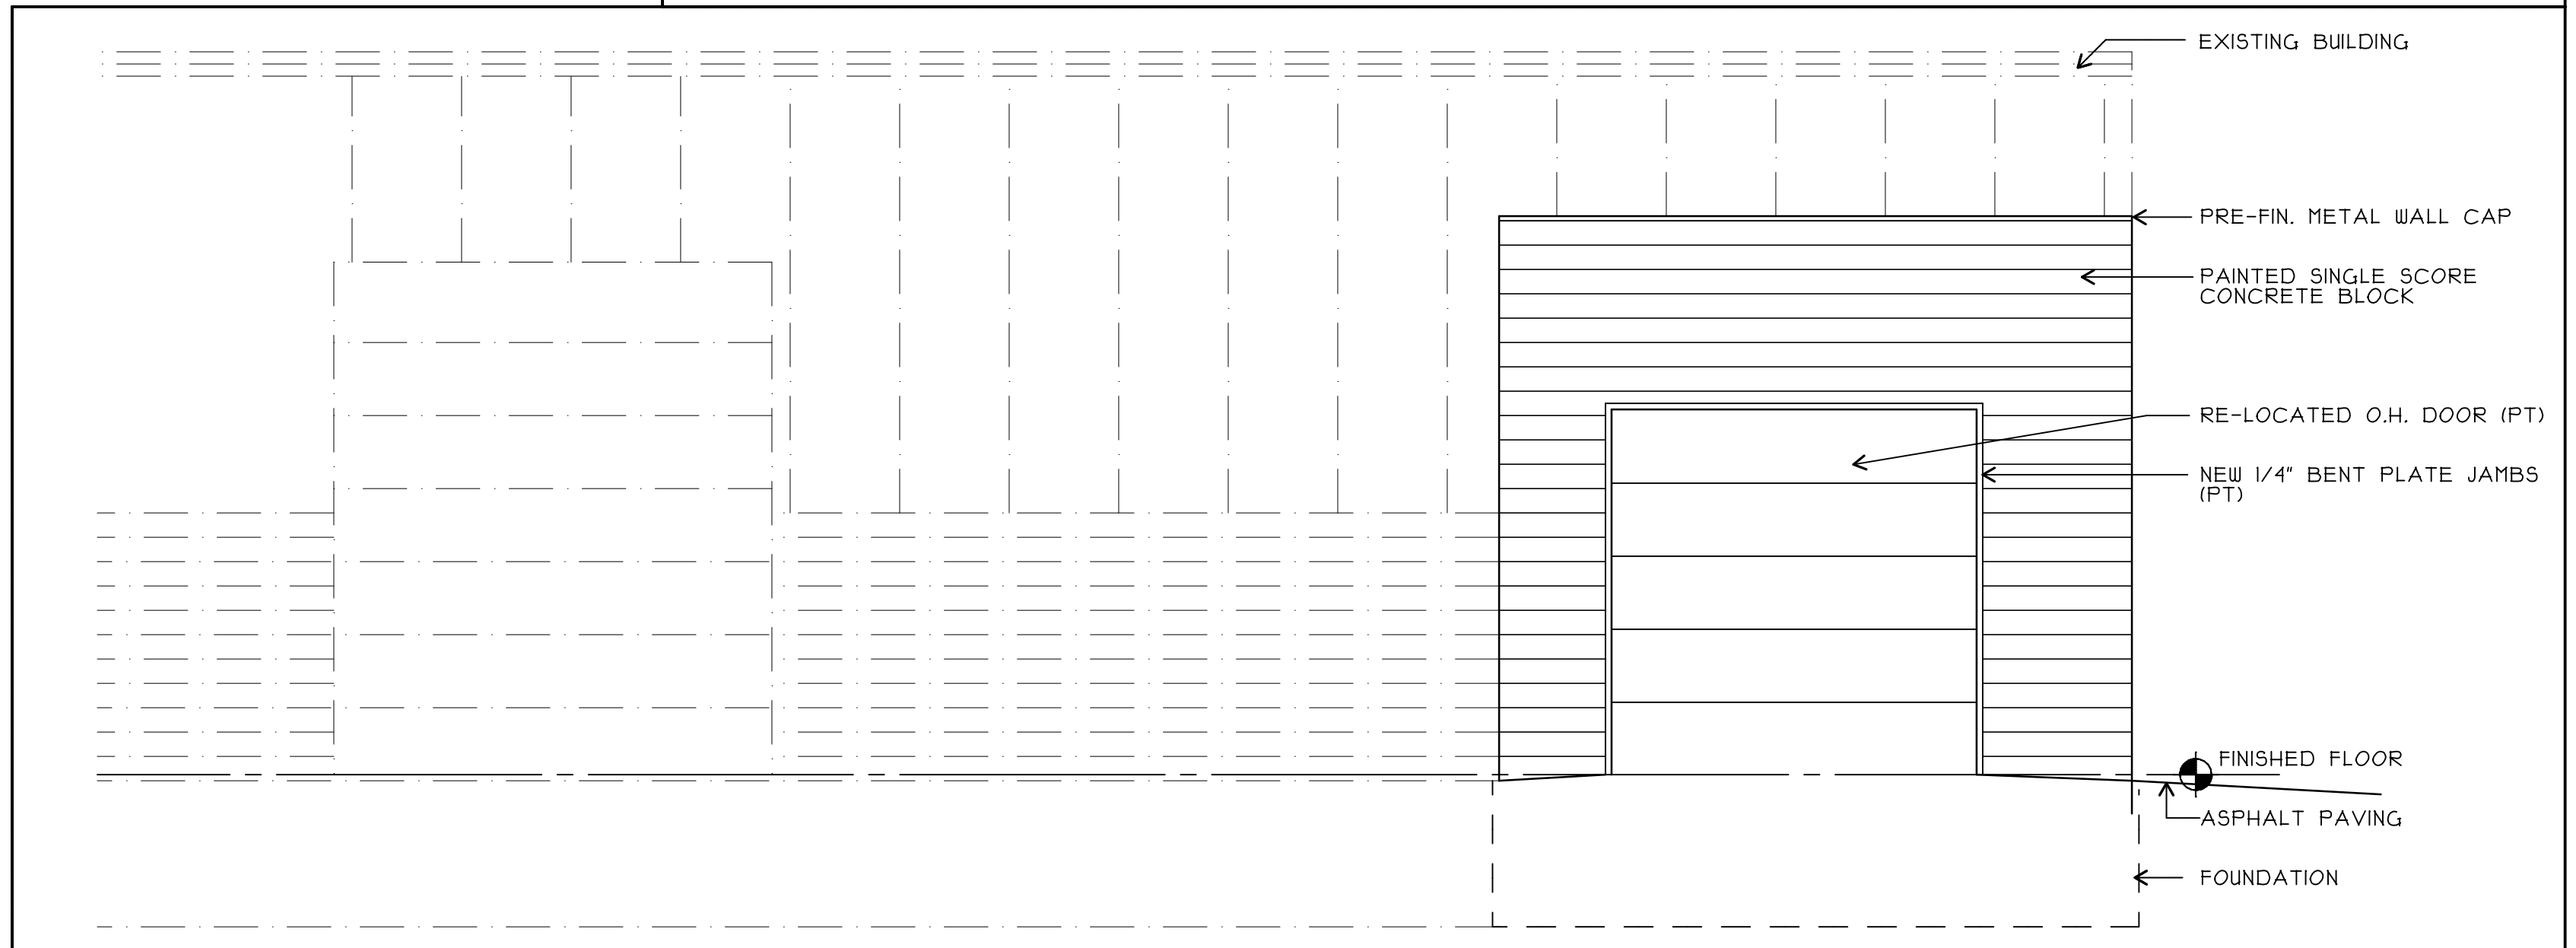 EXISTING BUILDING
PRE-FIN. METAL WALL CAP
PAINTED SINGLE SCORE
CONCRETE BLOCK
RE-LOCATED O.H. DOOR (PT)
NEW 1/4" BENT PLATE JAMBS
(PT)
FINISHED FLOOR
ASPHALT PAVING
FOUNDATION